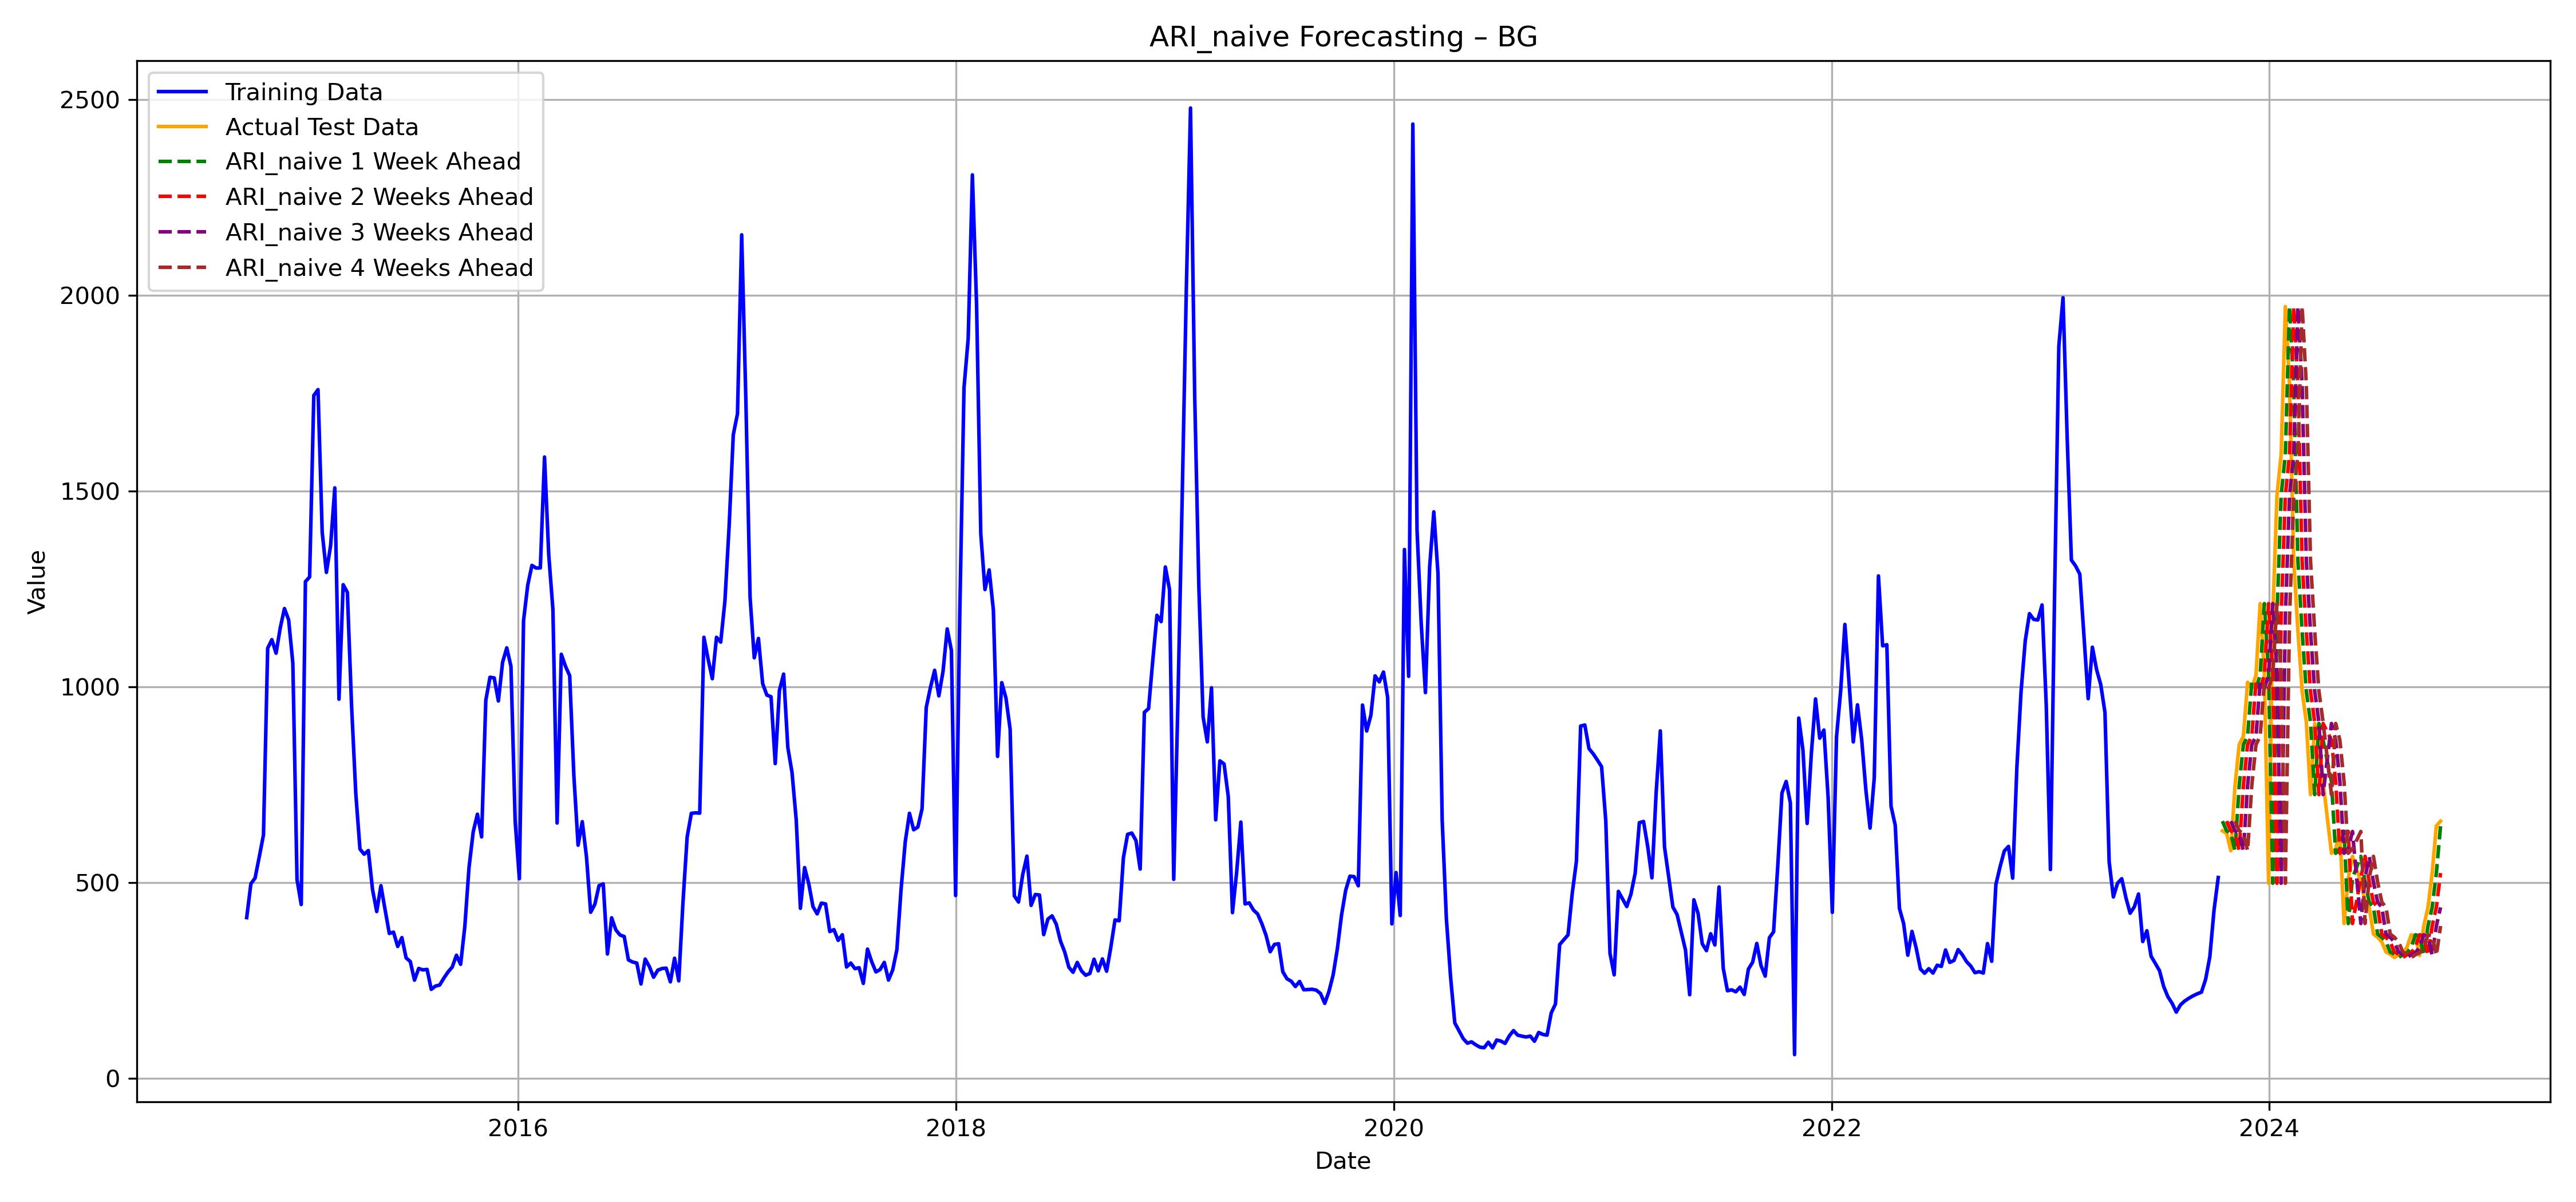 ARI_naive Forecasting – BG
Training Data
Actual Test Data
ARI_naive 1 Week Ahead
ARI_naive 2 Weeks Ahead
ARI_naive 3 Weeks Ahead
ARI_naive 4 Weeks Ahead
Value
2500
2000
1500
1000
500
0
2016 2018 2020 2022 2024
Date